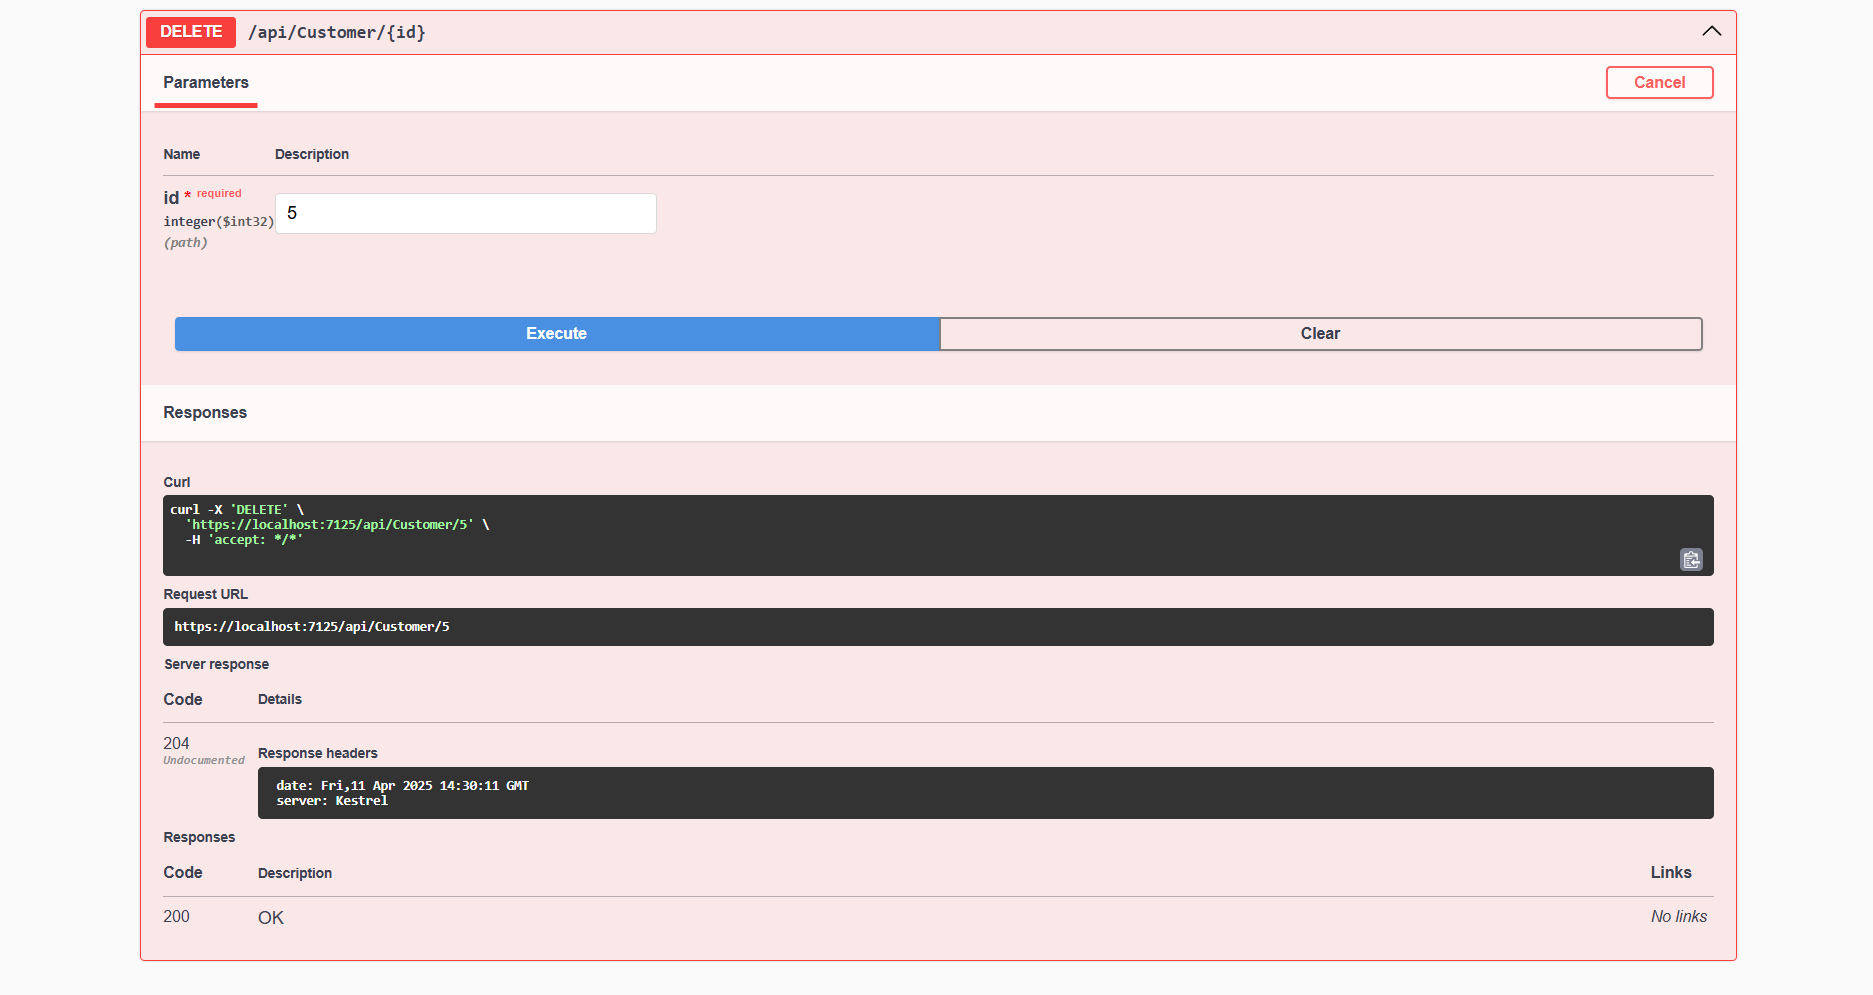 DELETE /api/Customer/{id}
Parameters
Cancel
Name Description
id * required
integer($int32)
(path)
5
Execute
Clear
Responses
Curl
curl -X 'DELETE' \
'https://localhost:7125/api/Customer/5' \
-H 'accept: */*'
Request URL
https://localhost:7125/api/Customer/5
Server response
Code Details
204
Undocumented
Response headers
date: Fri,11 Apr 2025 14:30:11 GMT
server: Kestrel
Responses
Code Description Links
200 OK No links